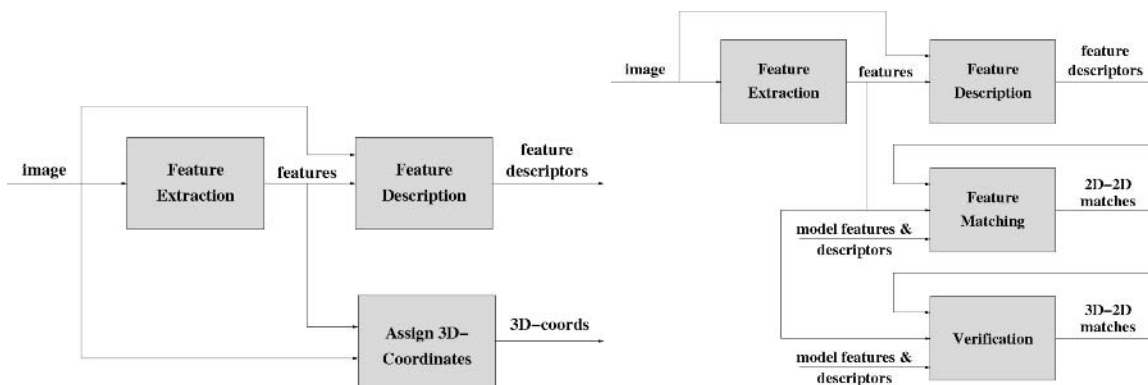 image
Feature
Extraction
features
Feature
Description
feature
descriptors
Assign 3D-
Coordinates
3D-coords
image
Feature
Extraction
features
Feature
Description
feature
descriptors
Feature
Matching
2D-2D
matches
model features &
descriptors
Verification
3D-2D
matches
model features &
descriptors